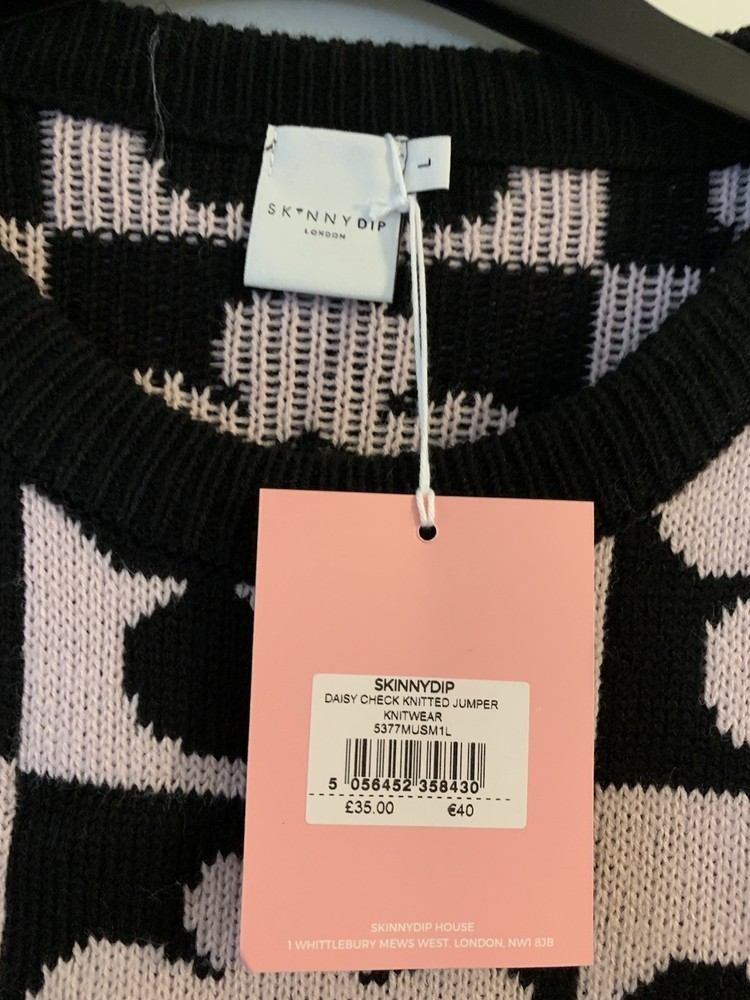 SKINNYDIP
LONDON
L
SKINNYDIP
DAISY CHECK KNITTED JUMPER
KNITWEAR
5377MUSM1L
5 056452 358430
£35.00 €40
SKINNYDIP HOUSE
1 WHITTLEBURY MEWS WEST, LONDON, NW1 8JB